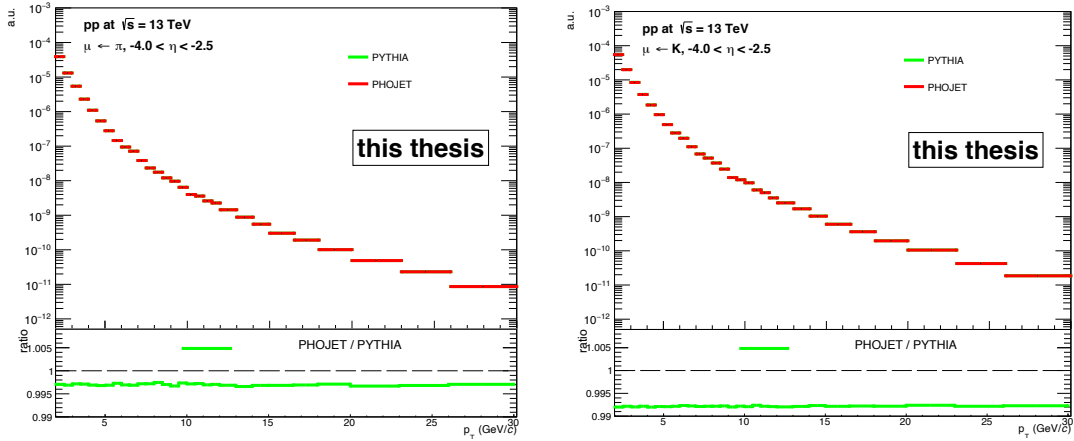 a.u.
pp at √s = 13 TeV
μ ← π, -4.0 < η < -2.5
PYTHIA
PHOJET
this thesis
10⁻³
10⁻⁴
10⁻⁵
10⁻⁶
10⁻⁷
10⁻⁸
10⁻⁹
10⁻¹⁰
10⁻¹¹
10⁻¹²
ratio
PHOJET / PYTHIA
1.005
1
0.995
0.99
5 10 15 20 25 30
p_T (GeV/c)
a.u.
pp at √s = 13 TeV
μ ← K, -4.0 < η < -2.5
PYTHIA
PHOJET
this thesis
10⁻³
10⁻⁴
10⁻⁵
10⁻⁶
10⁻⁷
10⁻⁸
10⁻⁹
10⁻¹⁰
10⁻¹¹
10⁻¹²
ratio
PHOJET / PYTHIA
1.005
1
0.995
0.99
5 10 15 20 25 30
p_T (GeV/c)